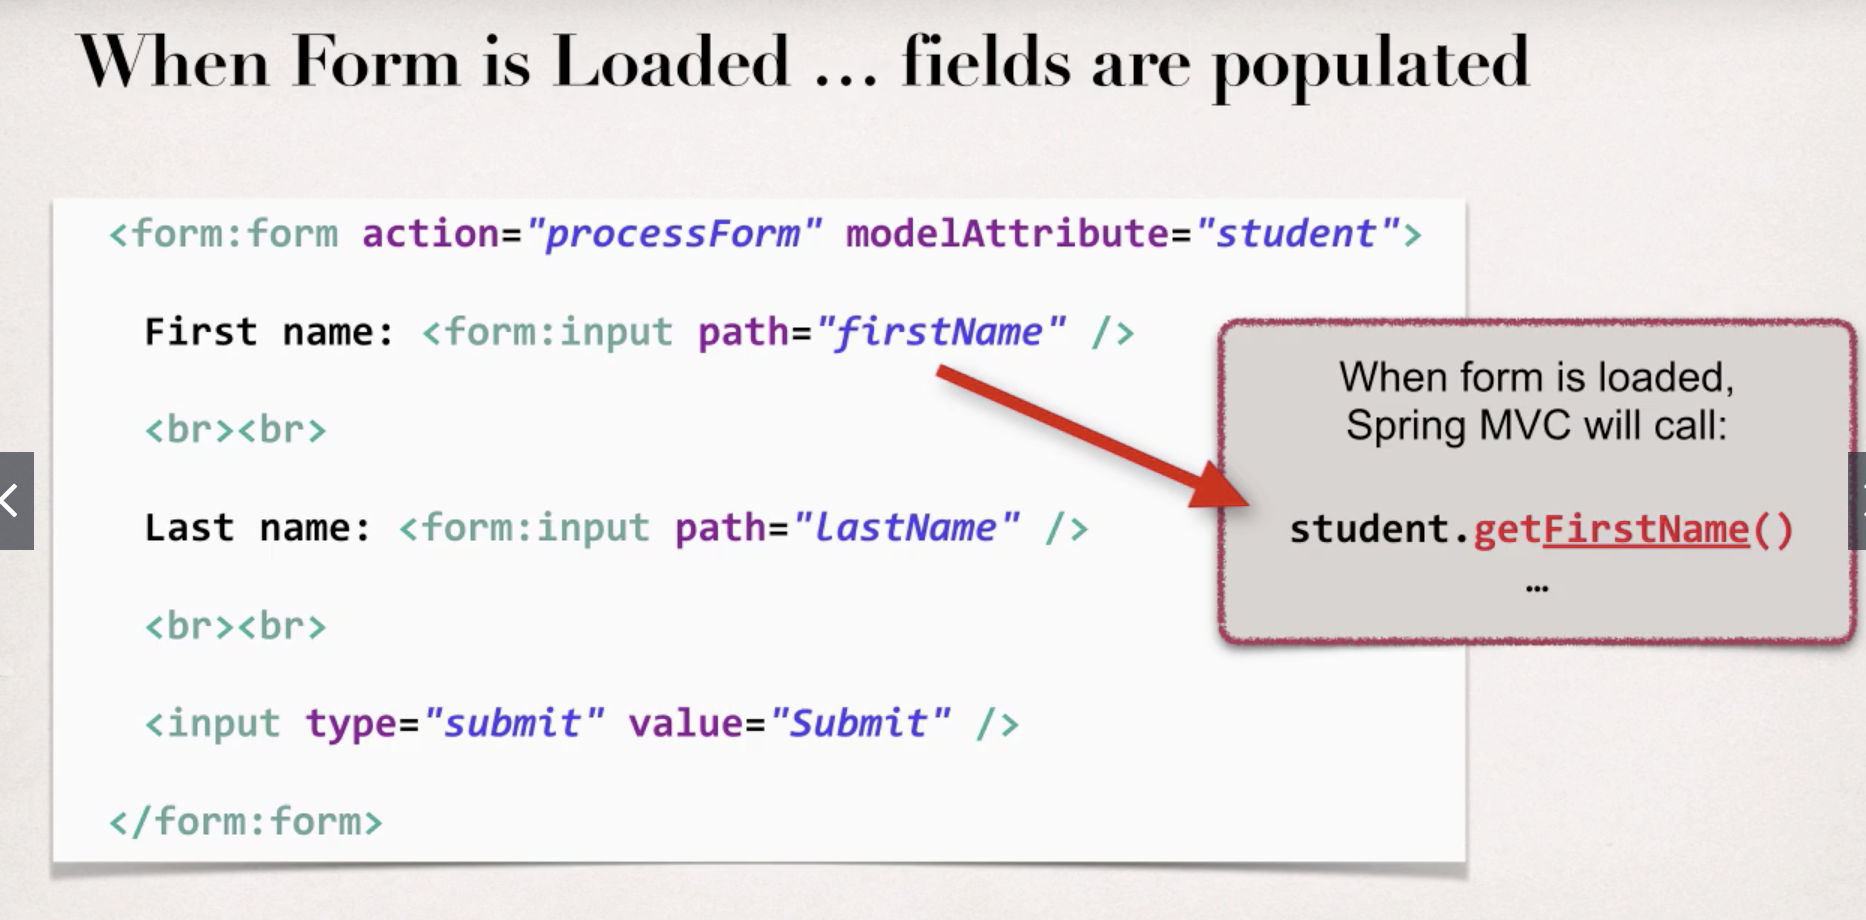 When Form is Loaded … fields are populated
<form:form action="processForm" modelAttribute="student">
First name: <form:input path="firstName" />
<br><br>
Last name: <form:input path="lastName" />
<br><br>
<input type="submit" value="Submit" />
</form:form>
When form is loaded,
Spring MVC will call:
student.getFirstName()
…